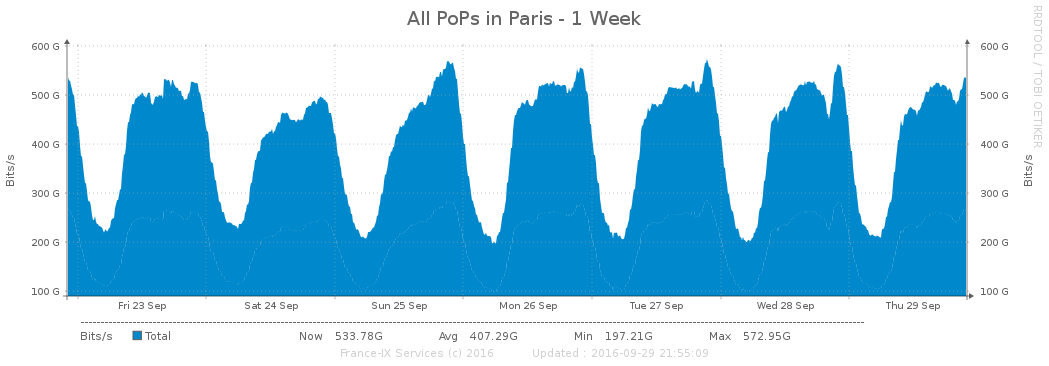 All PoPs in Paris - 1 Week
RRDTOOL / TOBI OETIKER
Bits/s
600 G
500 G
400 G
300 G
200 G
100 G
600 G
500 G
400 G
300 G
200 G
100 G
Bits/s
Fri 23 Sep Sat 24 Sep Sun 25 Sep Mon 26 Sep Tue 27 Sep Wed 28 Sep Thu 29 Sep
Bits/s Total Now 533.78G Avg 407.29G Min 197.21G Max 572.95G
France-IX Services (c) 2016 Updated : 2016-09-29 21:55:09